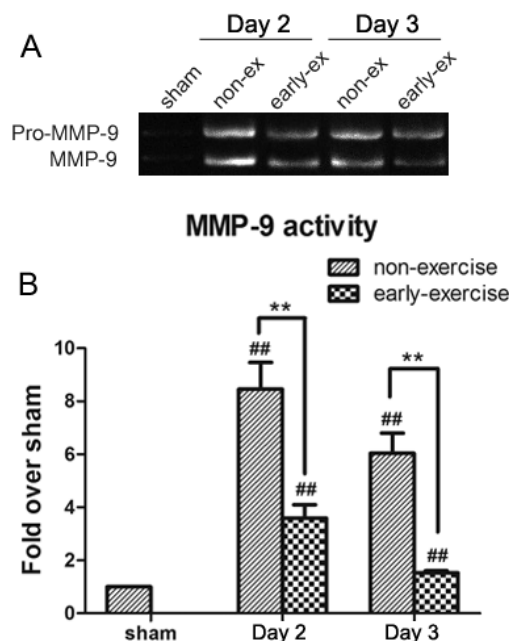 A
Day 2 Day 3
sham non-ex early-ex non-ex early-ex
Pro-MMP-9
MMP-9
MMP-9 activity
B
non-exercise
early-exercise
**
**
##
##
##
##
Fold over sham
10
8
6
4
2
0
sham Day 2 Day 3